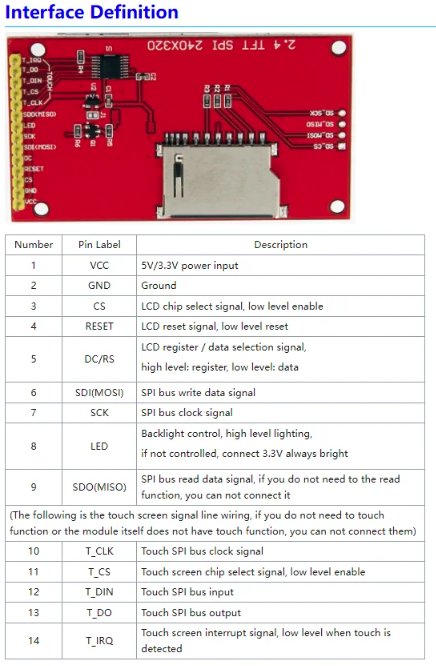 Interface Definition
2.4 TFT SPI 240X320
T_IRQ
T_DO
T_DIN
T_CS
T_CLK
SDO(MISO)
LED
SCK
SDI(MOSI)
DC
RESET
CS
GND
VCC
TOUCH
U1
R4
C2
C1
J1
Q1
R3
R2
R1
SD_SCK
SD_MISO
SD_MOSI
SD_CS
Number Pin Label Description
1 VCC 5V/3.3V power input
2 GND Ground
3 CS LCD chip select signal, low level enable
4 RESET LCD reset signal, low level reset
5 DC/RS LCD register / data selection signal,
high level: register, low level: data
6 SDI(MOSI) SPI bus write data signal
7 SCK SPI bus clock signal
8 LED Backlight control, high level lighting,
if not controlled, connect 3.3V always bright
9 SDO(MISO) SPI bus read data signal, if you do not need to the read
function, you can not connect it
(The following is the touch screen signal line wiring, if you do not need to touch
function or the module itself does not have touch function, you can not connect them)
10 T_CLK Touch SPI bus clock signal
11 T_CS Touch screen chip select signal, low level enable
12 T_DIN Touch SPI bus input
13 T_DO Touch SPI bus output
14 T_IRQ Touch screen interrupt signal, low level when touch is
detected